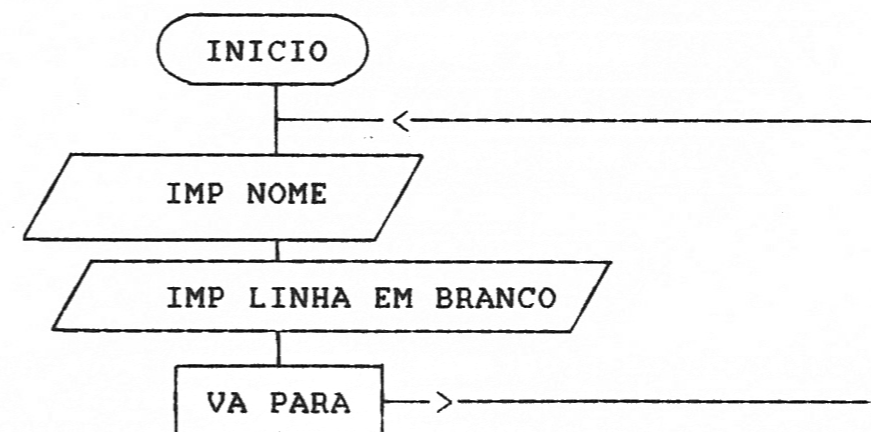 INICIO
IMP NOME
IMP LINHA EM BRANCO
VA PARA